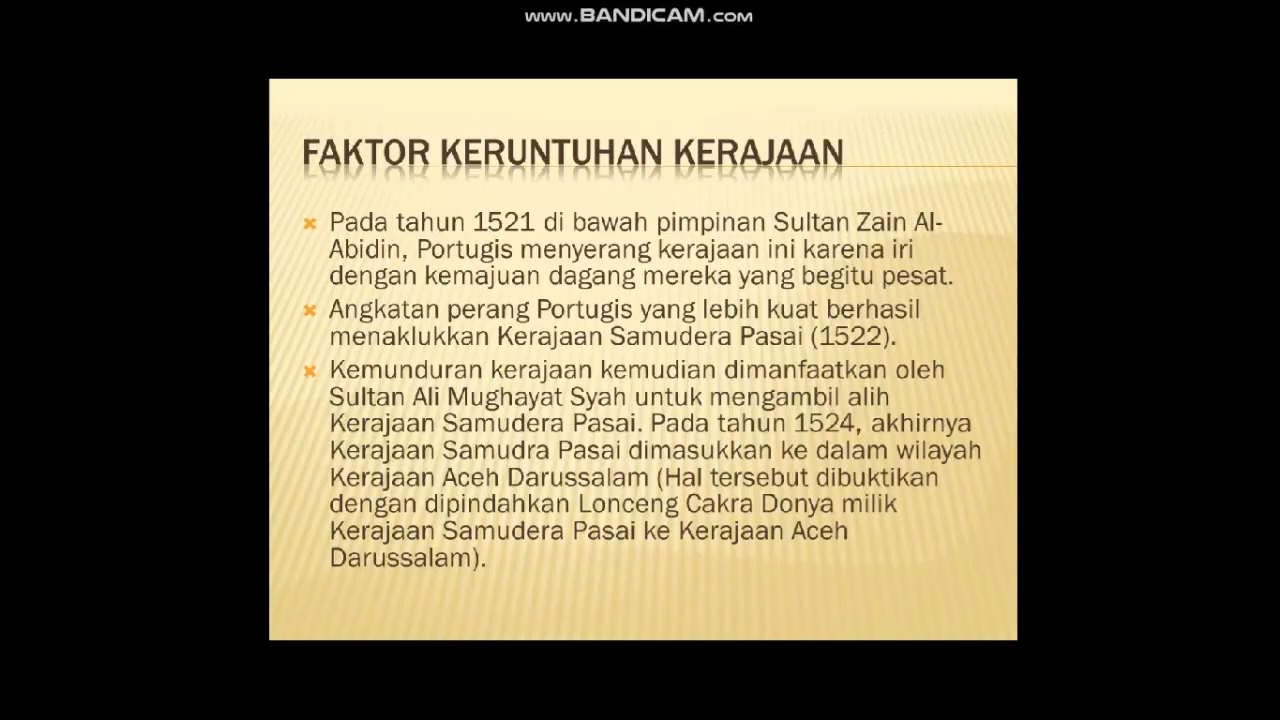 www.BANDICAM.com
FAKTOR KERUNTUHAN KERAJAAN
Pada tahun 1521 di bawah pimpinan Sultan Zain Al-
Abidin, Portugis menyerang kerajaan ini karena iri
dengan kemajuan dagang mereka yang begitu pesat.
Angkatan perang Portugis yang lebih kuat berhasil
menaklukkan Kerajaan Samudera Pasai (1522).
Kemunduran kerajaan kemudian dimanfaatkan oleh
Sultan Ali Mughayat Syah untuk mengambil alih
Kerajaan Samudera Pasai. Pada tahun 1524, akhirnya
Kerajaan Samudra Pasai dimasukkan ke dalam wilayah
Kerajaan Aceh Darussalam (Hal tersebut dibuktikan
dengan dipindahkan Lonceng Cakra Donya milik
Kerajaan Samudera Pasai ke Kerajaan Aceh
Darussalam).